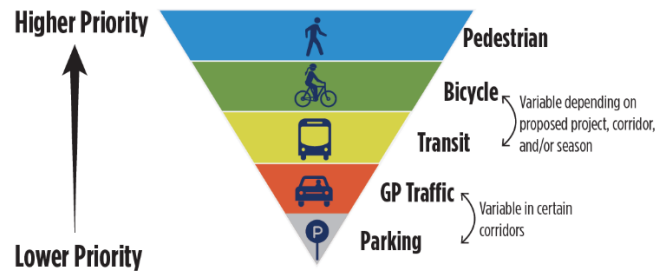 Higher Priority
Pedestrian
Bicycle
Variable depending on
proposed project, corridor,
and/or season
Transit
GP Traffic
Variable in certain
corridors
P
Parking
Lower Priority